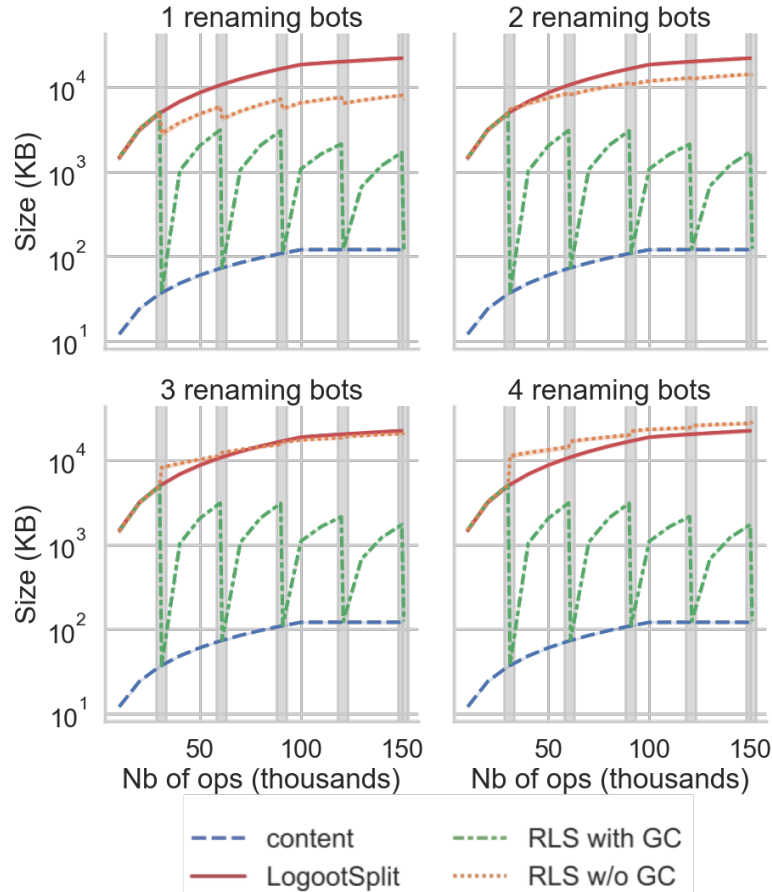 1 renaming bots
2 renaming bots
Size (KB)
10^4
10^3
10^2
10^1
3 renaming bots
4 renaming bots
Size (KB)
10^4
10^3
10^2
10^1
50 100 150
50 100 150
Nb of ops (thousands)
Nb of ops (thousands)
content
RLS with GC
LogootSplit
RLS w/o GC